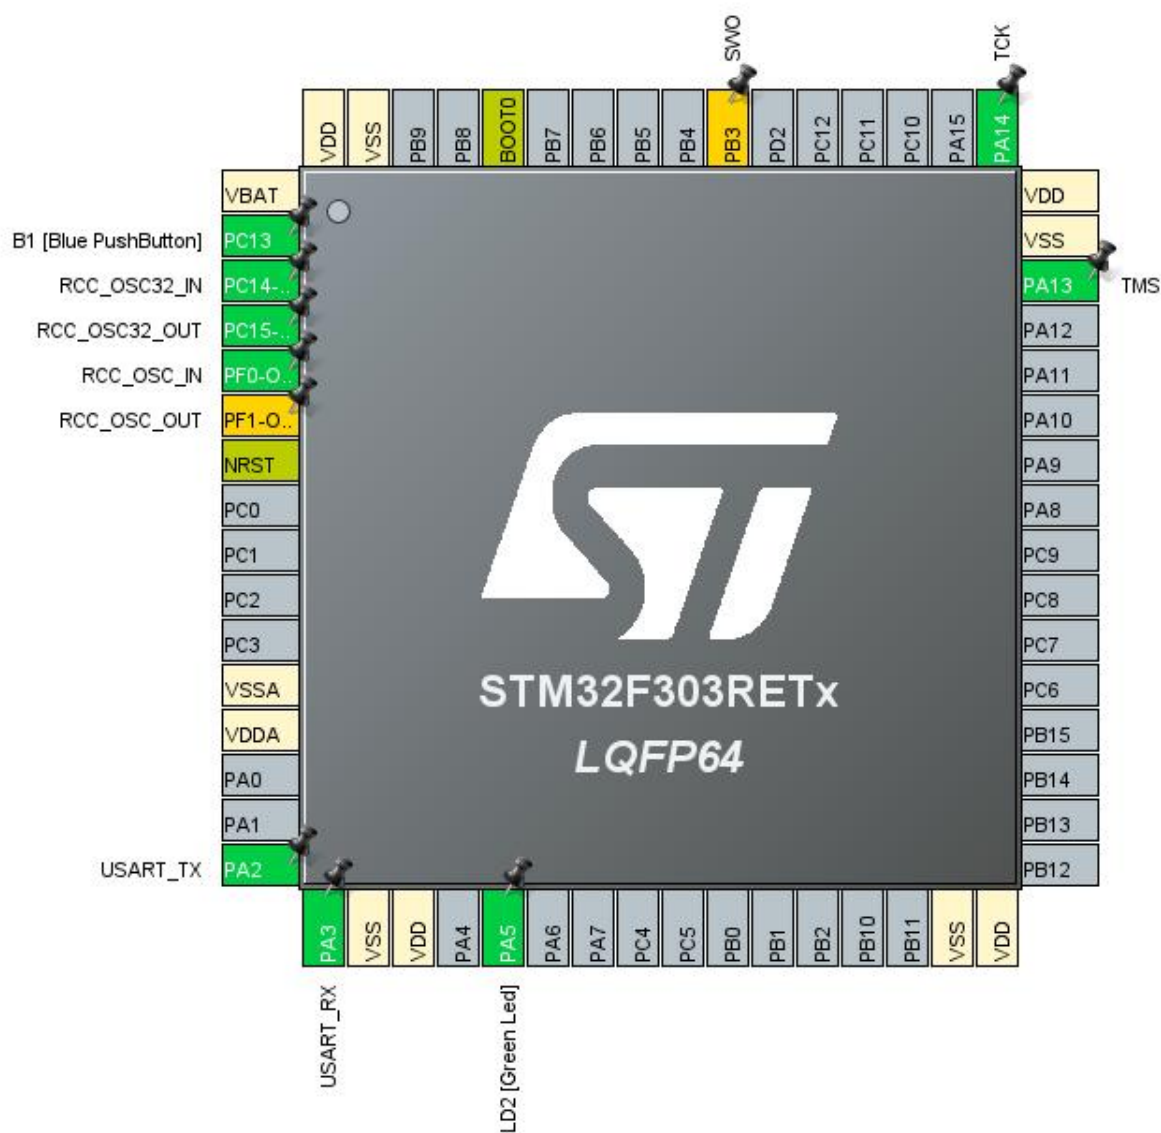 SWO
TCK
VDD
VSS
PB9
PB8
BOOT0
PB7
PB6
PB5
PB4
PB3
PD2
PC12
PC11
PC10
PA15
PA14
VBAT
B1 [Blue PushButton] PC13
RCC_OSC32_IN PC14-..
RCC_OSC32_OUT PC15-..
RCC_OSC_IN PF0-O..
RCC_OSC_OUT PF1-O..
NRST
PC0
PC1
PC2
PC3
VSSA
VDDA
PA0
PA1
USART_TX PA2
VDD
VSS
PA13 TMS
PA12
PA11
PA10
PA9
PA8
PC9
PC8
PC7
PC6
PB15
PB14
PB13
PB12
ST
STM32F303RETx
LQFP64
PA3
VSS
VDD
PA4
PA5
PA6
PA7
PC4
PC5
PB0
PB1
PB2
PB10
PB11
VSS
VDD
USART_RX
LD2 [Green Led]